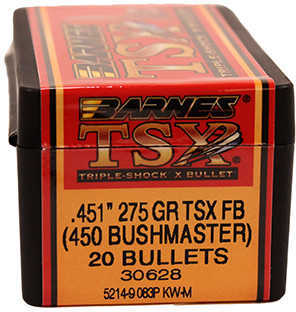 BARNES®
TSX
TRIPLE-SHOCK X BULLET®
.451" 275 GR TSX FB
(450 BUSHMASTER)
20 BULLETS
30628
5214-9 083P KW-M